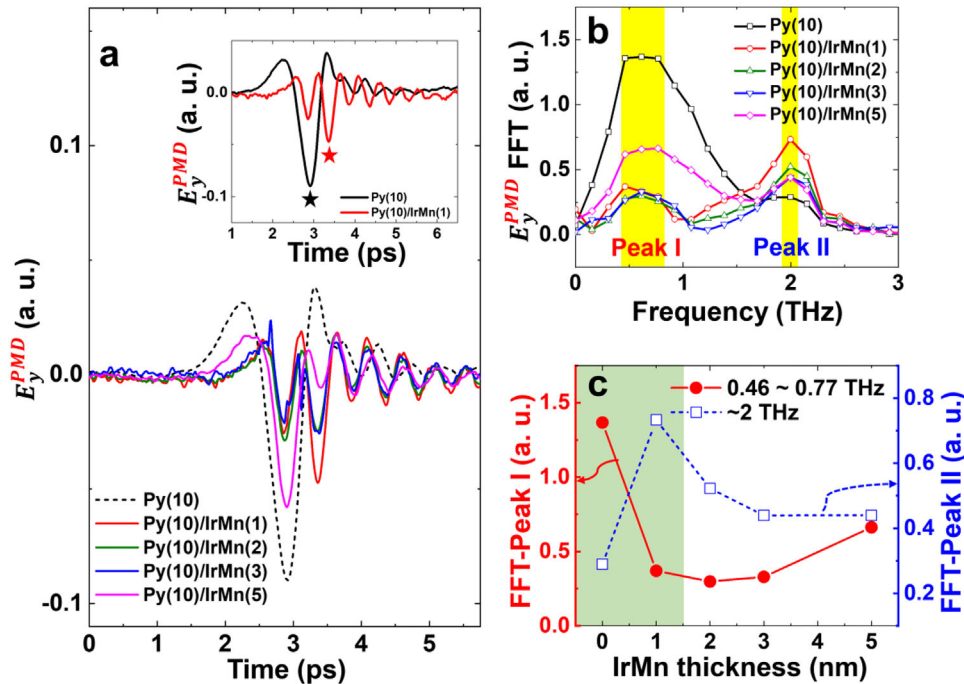 a
E_y^PMD (a. u.)
0.1
0.0
-0.1
0
1
2
3
4
5
Time (ps)
Py(10)
Py(10)/IrMn(1)
Py(10)/IrMn(2)
Py(10)/IrMn(3)
Py(10)/IrMn(5)
E_y^PMD (a. u.)
0.0
-0.1
1
2
3
4
5
6
Time (ps)
★
★
Py(10)
Py(10)/IrMn(1)
b
E_y^PMD FFT (a. u.)
1.5
1.0
0.5
0.0
0
1
2
3
Frequency (THz)
Py(10)
Py(10)/IrMn(1)
Py(10)/IrMn(2)
Py(10)/IrMn(3)
Py(10)/IrMn(5)
Peak I
Peak II
c
FFT-Peak I (a. u.)
1.5
1.0
0.5
0.0
0.46 ~ 0.77 THz
~2 THz
0.8
0.6
0.4
0.2
FFT-Peak II (a. u.)
0
1
2
3
4
5
IrMn thickness (nm)